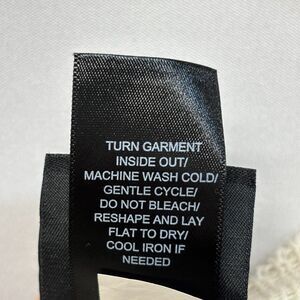 TURN GARMENT
INSIDE OUT/
MACHINE WASH COLD/
GENTLE CYCLE/
DO NOT BLEACH/
RESHAPE AND LAY
FLAT TO DRY/
COOL IRON IF
NEEDED